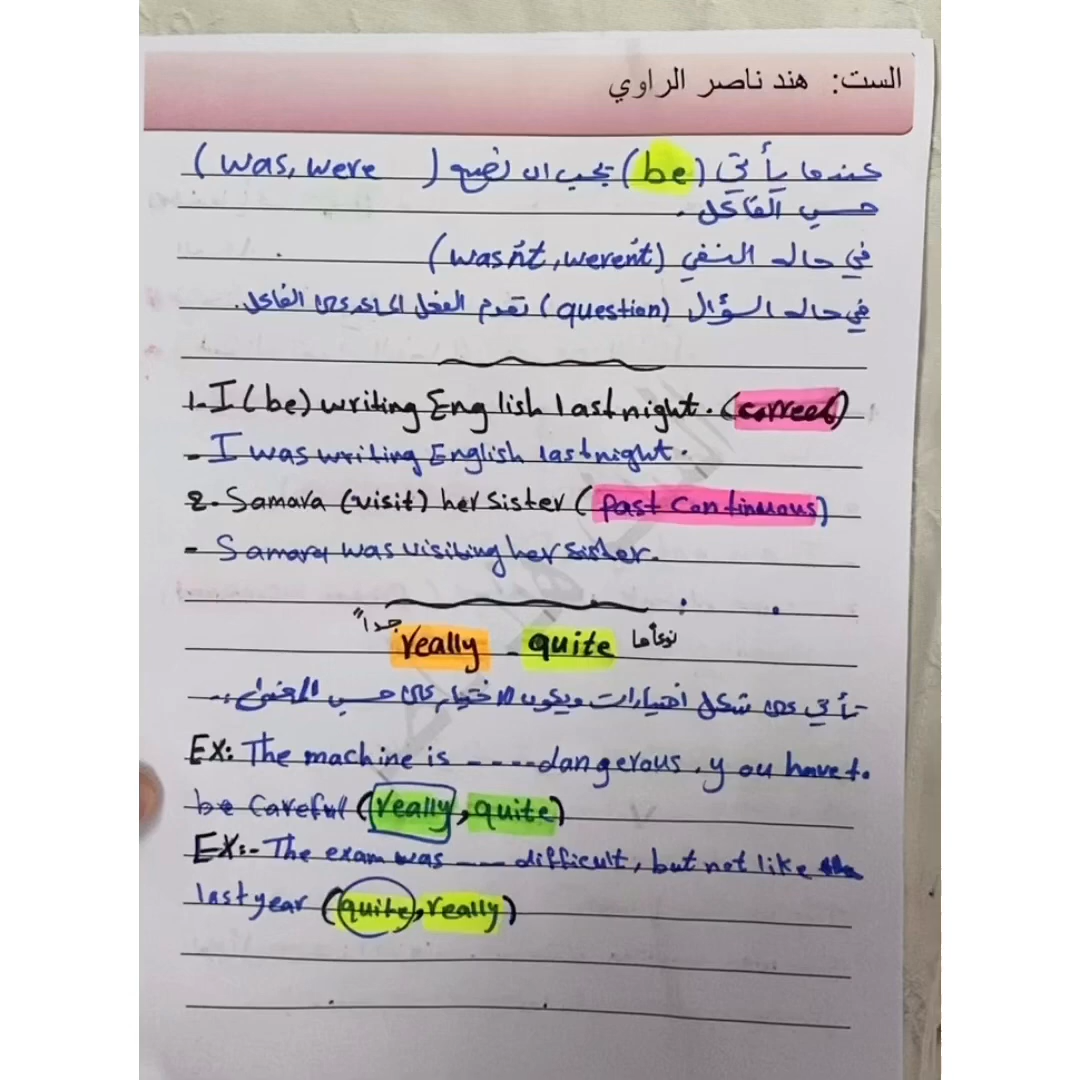 الست: هند ناصر الراوي
عندما يأتي (be) يجب ان نضع (was, were)
حسب الفاعل.
في حاله النفي (wasn't, weren't)
في حاله السؤال (question) تقدم الفعل المساعد على الفاعل.
1. I (be) writing English last night. (correct)
- I was writing English last night.
2. Samara (visit) her sister (past continuous)
- Samara was visiting her sister.
جداً really - quite نوعاً ما
تأتي على شكل اختيارات ويكون الاختيار على حسب المعنى.
EX: The machine is ---- dangerous, you have to
be careful (really, quite)
EX:- The exam was --- difficult, but not like the
last year (quite, really)